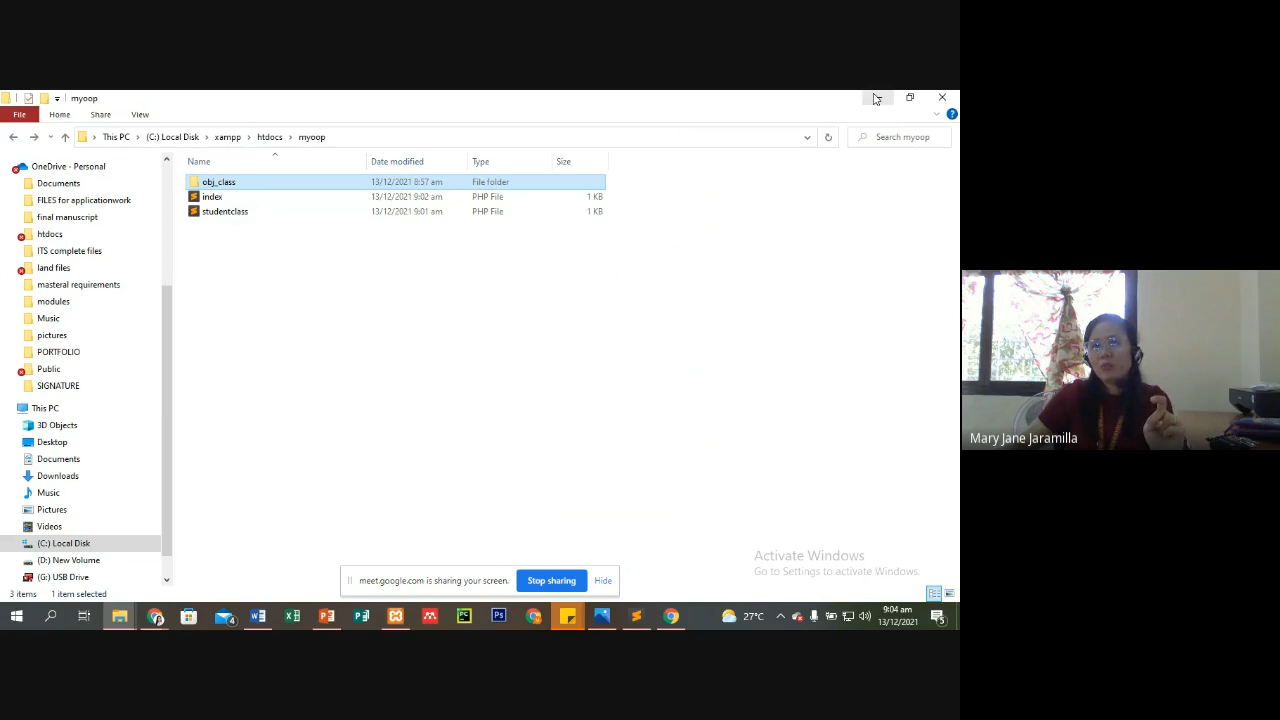 myoop
File Home Share View
This PC (C:) Local Disk xampp htdocs myoop Search myoop
Name Date modified Type Size
OneDrive - Personal
Documents
FILES for applicationwork
final manuscript
htdocs
ITS complete files
land files
masteral requirements
modules
Music
pictures
PORTFOLIO
Public
SIGNATURE
This PC
3D Objects
Desktop
Documents
Downloads
Music
Pictures
Videos
(C:) Local Disk
(D:) New Volume
(G:) USB Drive
obj_class 13/12/2021 8:57 am File folder
index 13/12/2021 9:02 am PHP File 1 KB
studentclass 13/12/2021 9:01 am PHP File 1 KB
Activate Windows
Go to Settings to activate Windows.
meet.google.com is sharing your screen. Stop sharing Hide
3 items 1 item selected
27°C
9:04 am
13/12/2021
Mary Jane Jaramilla